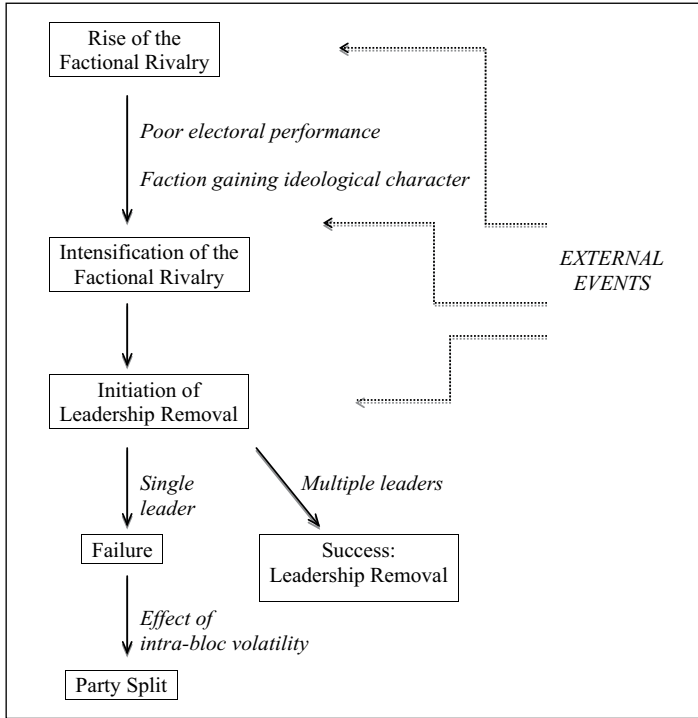 Rise of the
Factional Rivalry
Poor electoral performance
Faction gaining ideological character
Intensification of the
Factional Rivalry
EXTERNAL
EVENTS
Initiation of
Leadership Removal
Single
leader
Multiple leaders
Failure
Success:
Leadership Removal
Effect of
intra-bloc volatility
Party Split